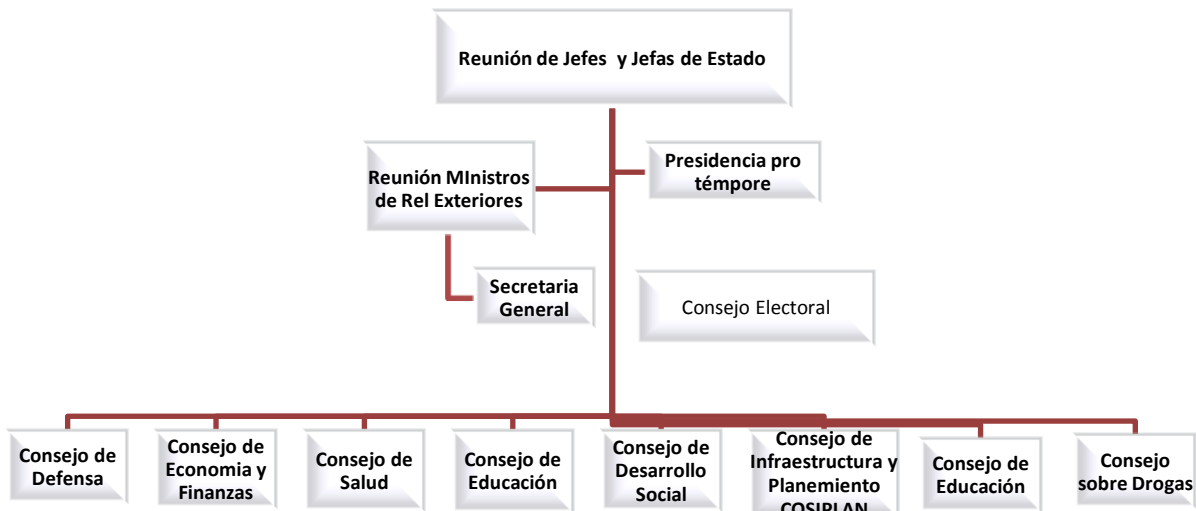 Reunión de Jefes y Jefas de Estado
Presidencia pro
témpore
Reunión MInistros
de Rel Exteriores
Secretaria
General
Consejo Electoral
Consejo de
Defensa
Consejo de
Economia y
Finanzas
Consejo de
Salud
Consejo de
Educación
Consejo de
Desarrollo
Social
Consejo de
Infraestructura y
Planemiento
COSIPLAN
Consejo de
Educación
Consejo
sobre Drogas